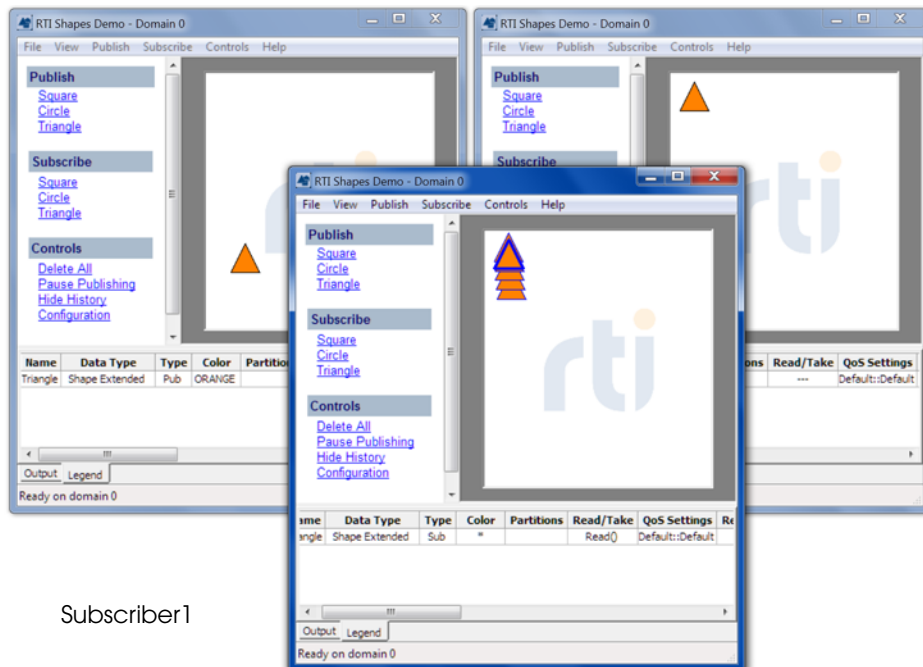 RTI Shapes Demo - Domain 0
File View Publish Subscribe Controls Help
Publish
Square
Circle
Triangle
Subscribe
Square
Circle
Triangle
Controls
Delete All
Pause Publishing
Hide History
Configuration
Name Data Type Type Color
Triangle Shape Extended Pub ORANGE
Output Legend
Ready on domain 0
RTI Shapes Demo - Domain 0
File View Publish Subscribe Controls Help
Publish
Square
Circle
Triangle
Subscribe
rti
Read/Take QoS Settings
--- Default::Default
RTI Shapes Demo - Domain 0
File View Publish Subscribe Controls Help
Publish
Square
Circle
Triangle
Subscribe
Square
Circle
Triangle
Controls
Delete All
Pause Publishing
Hide History
Configuration
rti
ame Data Type Type Color Partitions Read/Take QoS Settings Re
angle Shape Extended Sub * Read() Default::Default
Output Legend
Ready on domain 0
Subscriber1